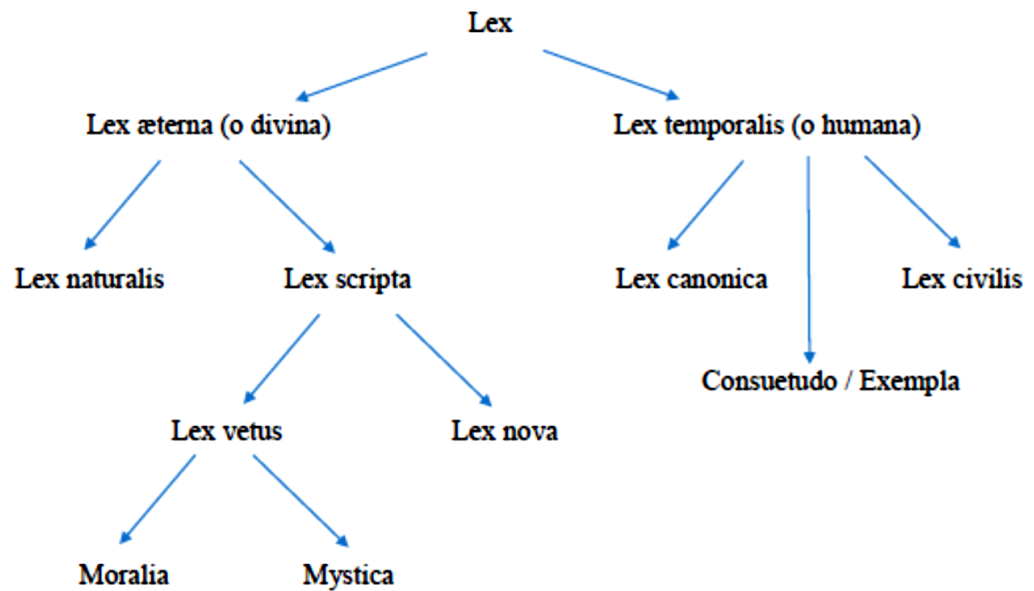 Lex
Lex æterna (o divina)
Lex temporalis (o humana)
Lex naturalis
Lex scripta
Lex canonica
Lex civilis
Consuetudo / Exempla
Lex vetus
Lex nova
Moralia
Mystica